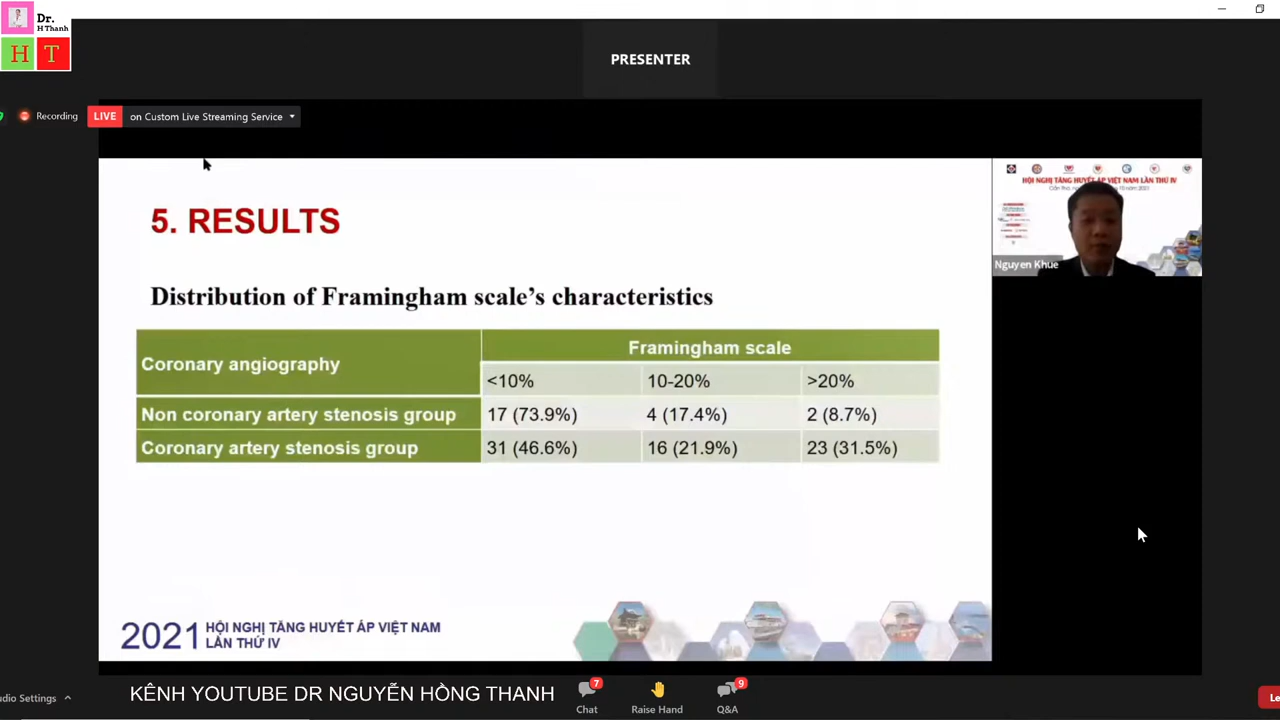 Dr.
H Thanh
H T
PRESENTER
Recording
LIVE on Custom Live Streaming Service
5. RESULTS
HỘI NGHỊ TĂNG HUYẾT ÁP VIỆT NAM LẦN THỨ IV
Nguyen Khue
Distribution of Framingham scale's characteristics
Coronary angiography
Framingham scale
<10% 10-20% >20%
Non coronary artery stenosis group 17 (73.9%) 4 (17.4%) 2 (8.7%)
Coronary artery stenosis group 31 (46.6%) 16 (21.9%) 23 (31.5%)
2021 HỘI NGHỊ TĂNG HUYẾT ÁP VIỆT NAM
LẦN THỨ IV
udio Settings
KÊNH YOUTUBE DR NGUYỄN HỒNG THANH
7
Chat
Raise Hand
9
Q&A
Le